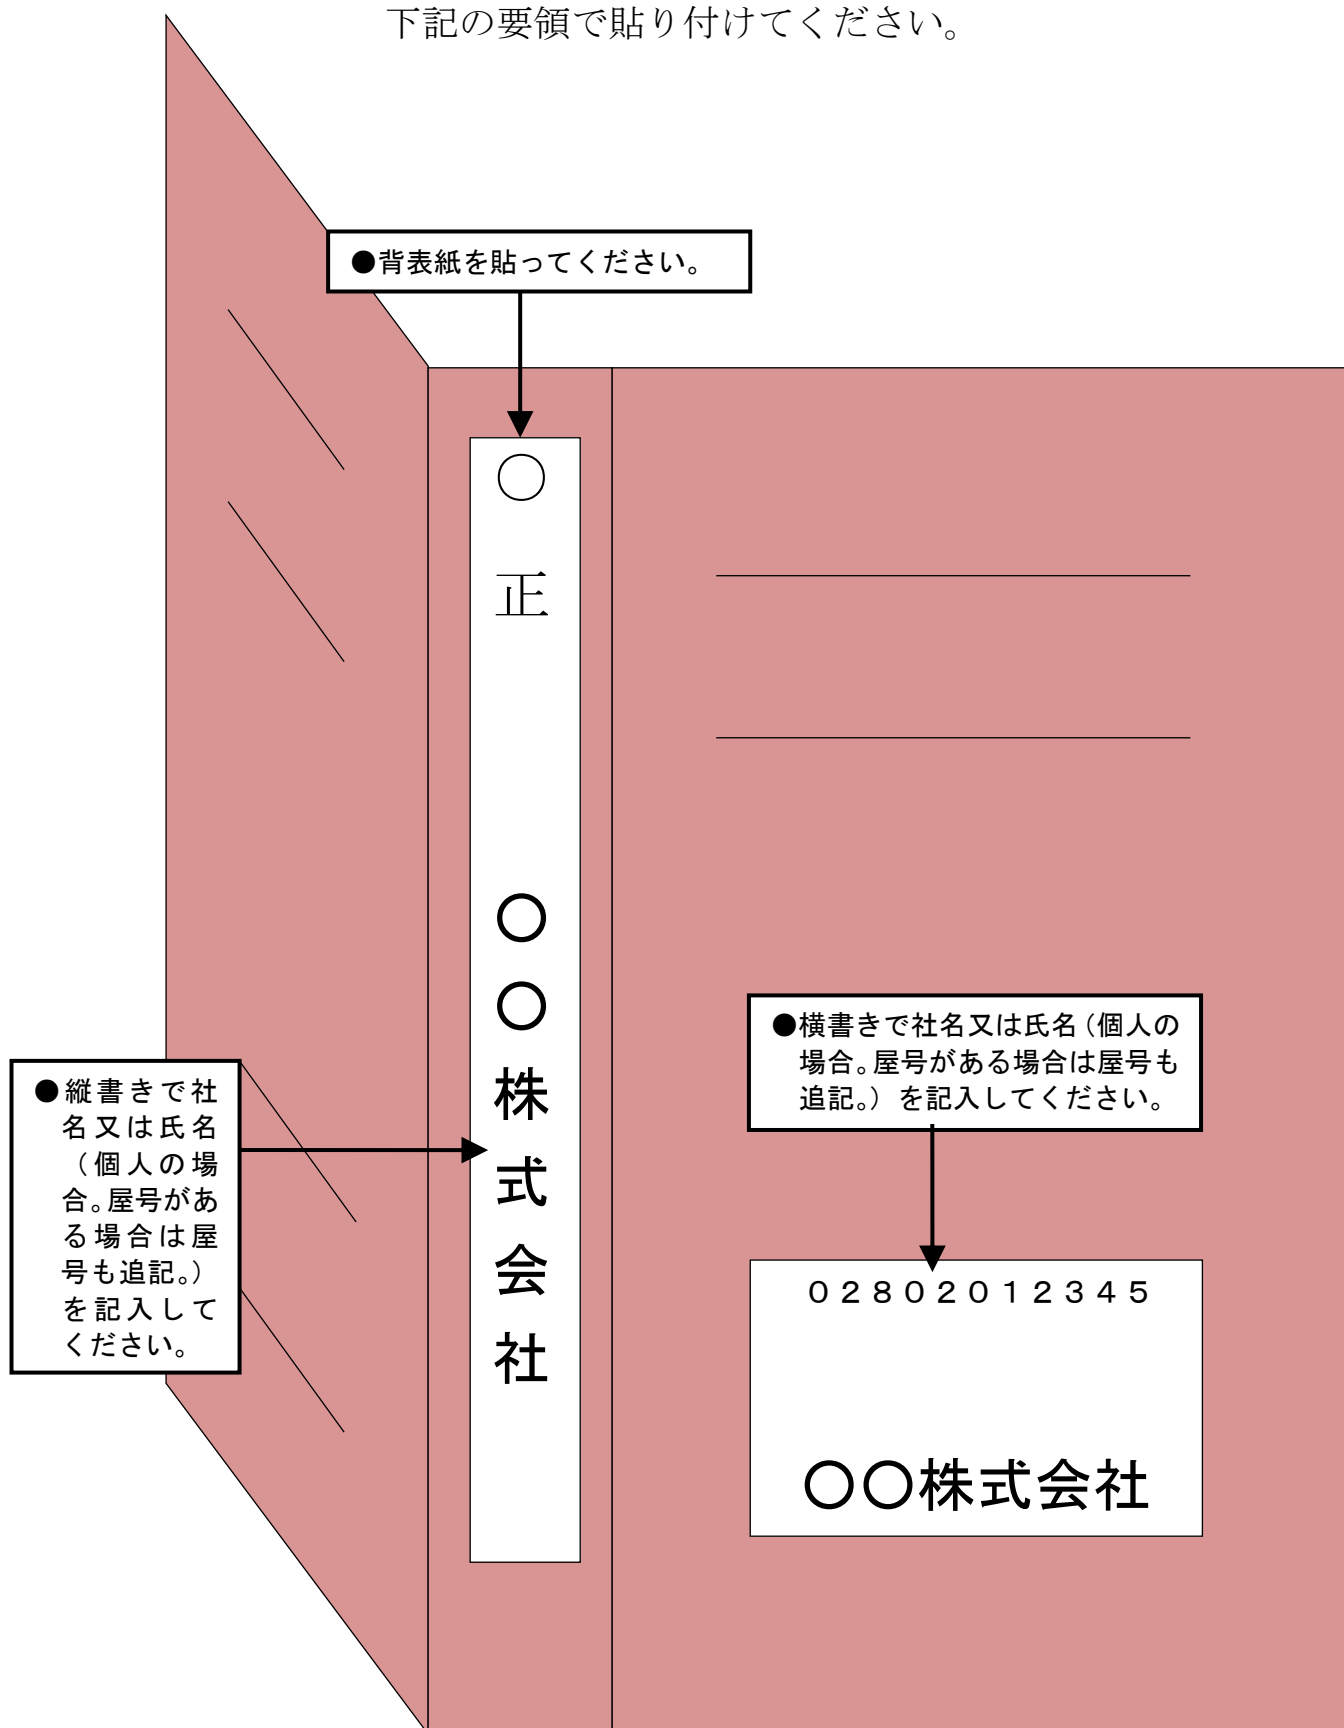 下記の要領で貼り付けてください。
●背表紙を貼ってください。
○
正
○
○
株
式
会
社
●縦書きで社
名又は氏名
（個人の場
合。屋号があ
る場合は屋
号も追記。）
を記入して
ください。
●横書きで社名又は氏名（個人の
場合。屋号がある場合は屋号も
追記。）を記入してください。
０２８０２０１２３４５
○○株式会社